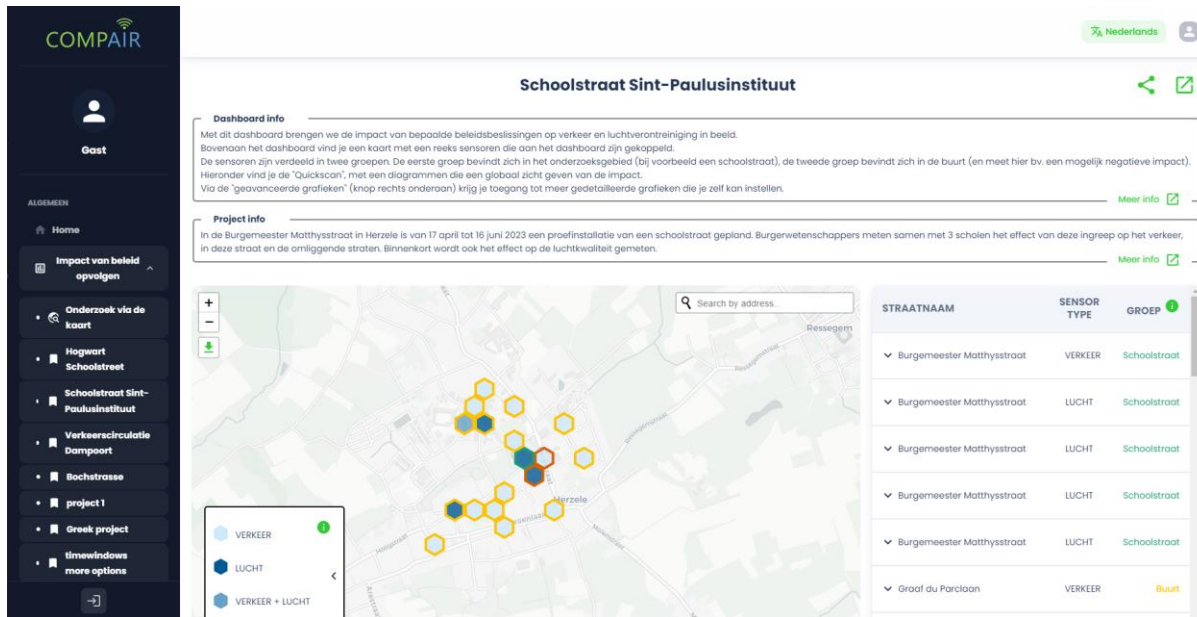 COMPAIR
Nederlands
Gast
ALGEMEEN
Home
Impact van beleid
opvolgen
Onderzoek via de
kaart
Hogwart
Schoolstreet
Schoolstraat Sint-
Paulusinstituut
Verkeerscirculatie
Dampoort
Bochstrasse
project 1
Greek project
timewindows
more options
Schoolstraat Sint-Paulusinstituut
Dashboard info
Met dit dashboard brengen we de impact van bepaalde beleidsbeslissingen op verkeer en luchtverontreiniging in beeld.
Bovenaan het dashboard vind je een kaart met een reeks sensoren die aan het dashboard zijn gekoppeld.
De sensoren zijn verdeeld in twee groepen. De eerste groep bevindt zich in het onderzoeksgebied (bij voorbeeld een schoolstraat), de tweede groep bevindt zich in de buurt (en meet hier bv. een mogelijk negatieve impact).
Hieronder vind je de "Quickscan", met een diagrammen die een globaal zicht geven van de impact.
Via de "geavanceerde grafieken" (knop rechts onderaan) krijg je toegang tot meer gedetailleerde grafieken die je zelf kan instellen.
Meer info
Project info
In de Burgemeester Matthysstraat in Herzele is van 17 april tot 16 juni 2023 een proefinstallatie van een schoolstraat gepland. Burgerwetenschappers meten samen met 3 scholen het effect van deze ingreep op het verkeer,
in deze straat en de omliggende straten. Binnenkort wordt ook het effect op de luchtkwaliteit gemeten.
Meer info
+
−
Search by address..
Ressegem
Herzele
VERKEER
LUCHT
VERKEER + LUCHT
STRAATNAAM SENSOR TYPE GROEP
Burgemeester Matthysstraat VERKEER Schoolstraat
Burgemeester Matthysstraat LUCHT Schoolstraat
Burgemeester Matthysstraat LUCHT Schoolstraat
Burgemeester Matthysstraat LUCHT Schoolstraat
Burgemeester Matthysstraat LUCHT Schoolstraat
Graaf du Parclaan VERKEER Buurt